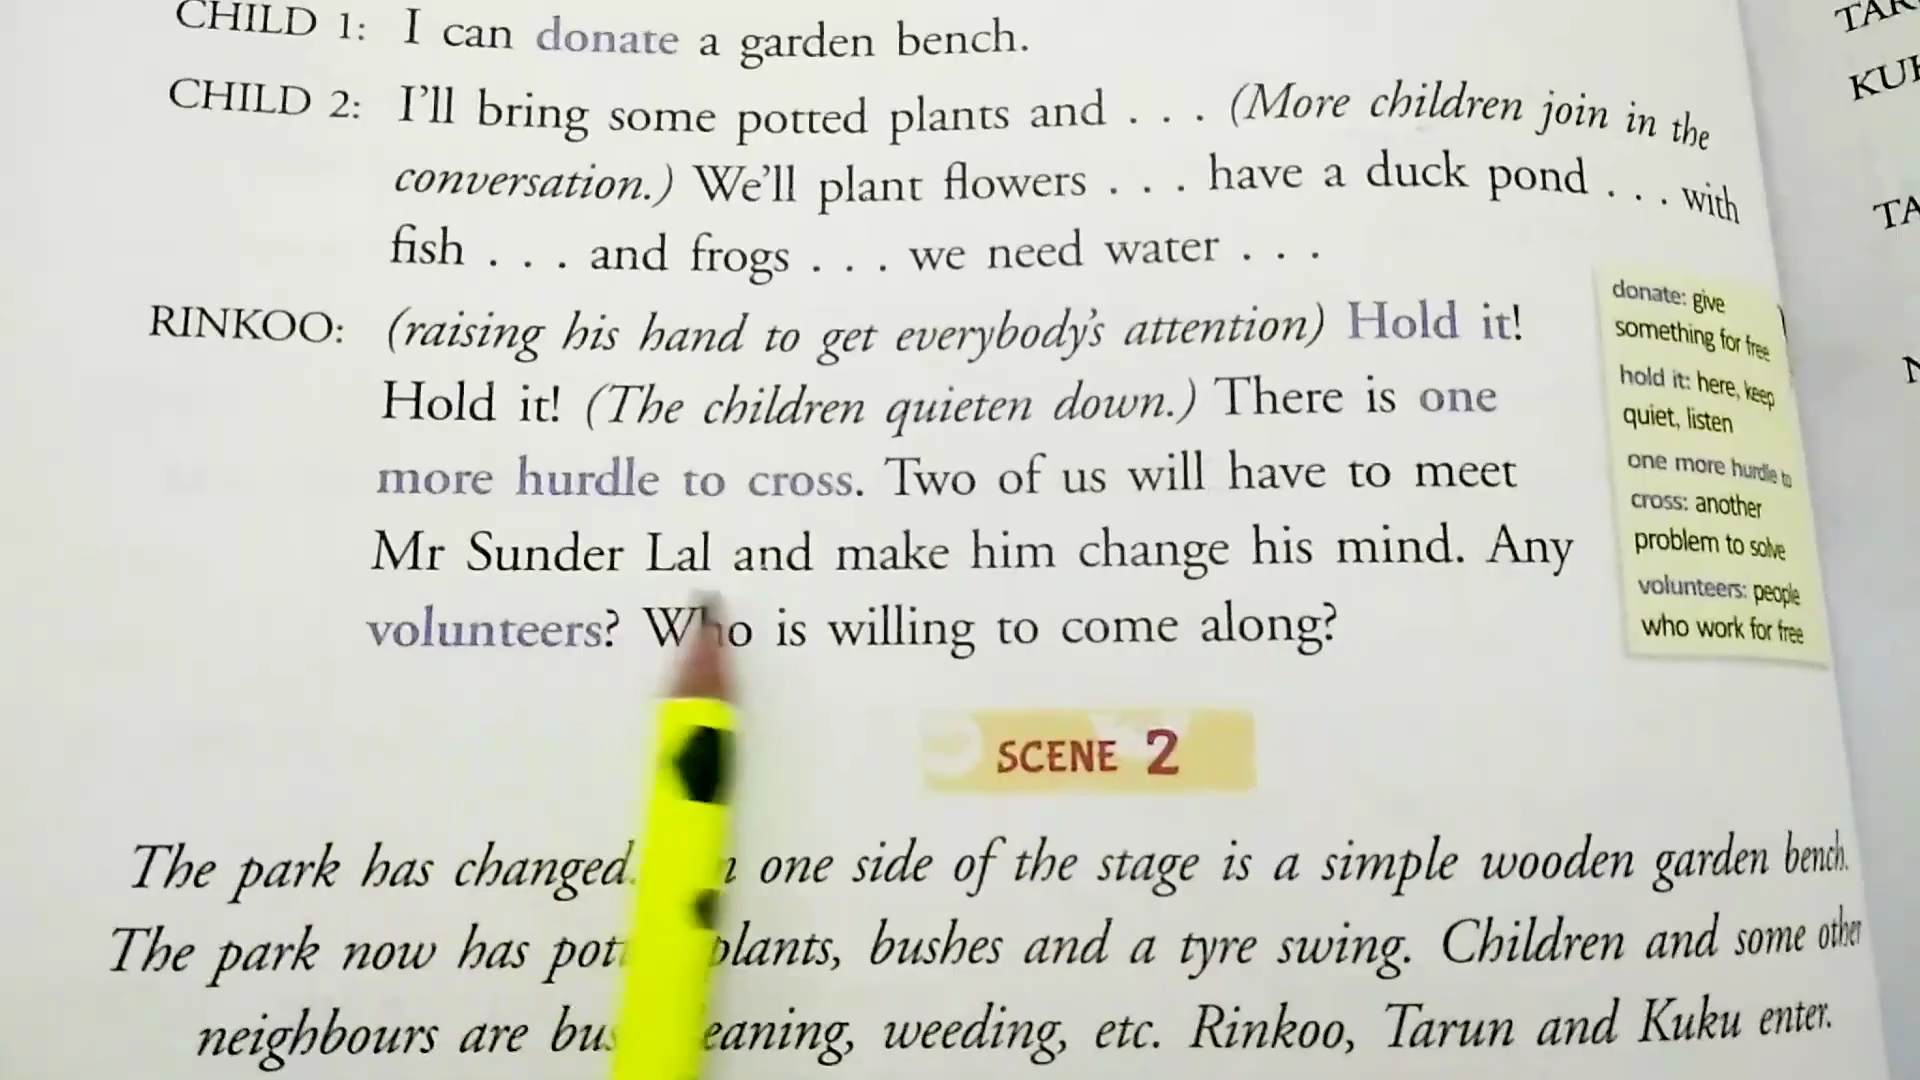 CHILD 1: I can donate a garden bench.
CHILD 2: I'll bring some potted plants and . . . (More children join in the
conversation.) We'll plant flowers . . . have a duck pond . . . with
fish . . . and frogs . . . we need water . . .
RINKOO: (raising his hand to get everybody's attention) Hold it!
Hold it! (The children quieten down.) There is one
more hurdle to cross. Two of us will have to meet
Mr Sunder Lal and make him change his mind. Any
volunteers? Who is willing to come along?
donate: give
something for free
hold it: here, keep
quiet, listen
one more hurdle to
cross: another
problem to solve
volunteers: people
who work for free
SCENE 2
The park has changed. one side of the stage is a simple wooden garden bench.
The park now has plants, bushes and a tyre swing. Children and some other
neighbours are weeding, etc. Rinkoo, Tarun and Kuku enter.